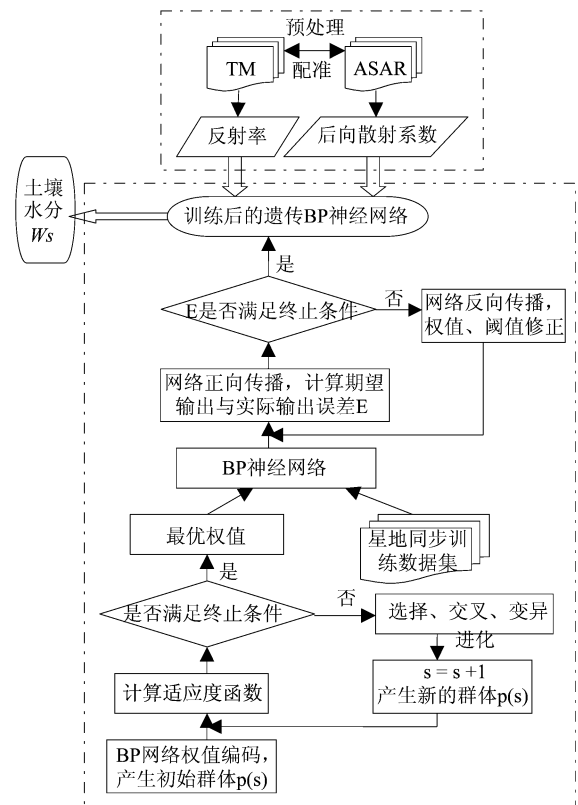 预处理
TM
配准
ASAR
反射率
后向散射系数
土壤
水分
Ws
训练后的遗传BP神经网络
是
E是否满足终止条件
否
网络反向传播，
权值、阈值修正
网络正向传播，计算期望
输出与实际输出误差E
BP神经网络
最优权值
星地同步训
练数据集
是
是否满足终止条件
否
选择、交叉、变异
进化
计算适应度函数
s = s +1
产生新的群体p(s)
BP网络权值编码，
产生初始群体p(s)